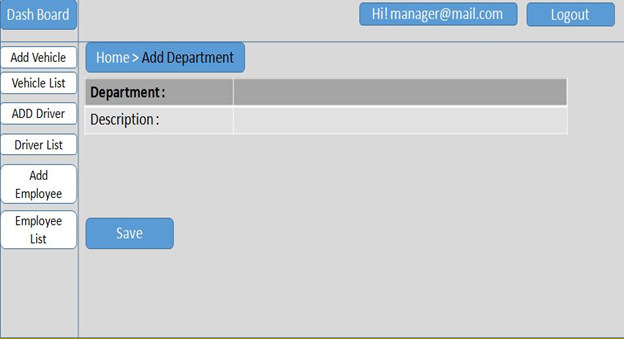 Dash Board
Hi! manager@mail.com
Logout
Add Vehicle
Home > Add Department
Vehicle List
Department :
ADD Driver
Description :
Driver List
Add
Employee
Employee
List
Save